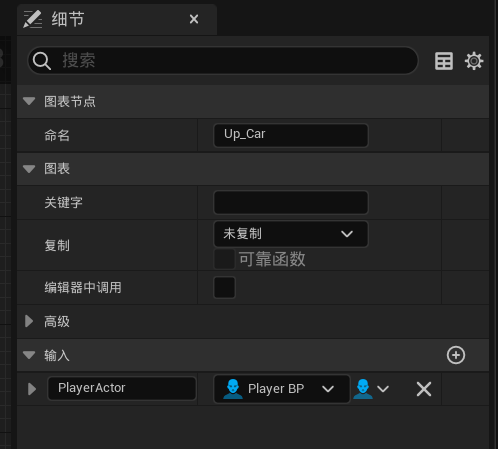 细节
搜索
图表节点
命名 Up_Car
图表
关键字
复制 未复制
可靠函数
编辑器中调用
高级
输入
PlayerActor Player BP